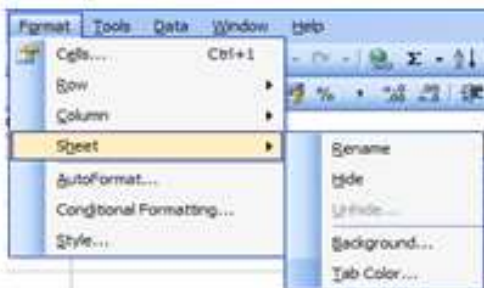 Format Tools Data Window Help
Cells... Ctrl+1
Row
Column
Sheet
AutoFormat...
Conditional Formatting...
Style...
Rename
Hide
Unhide...
Background...
Tab Color...
Σ
%